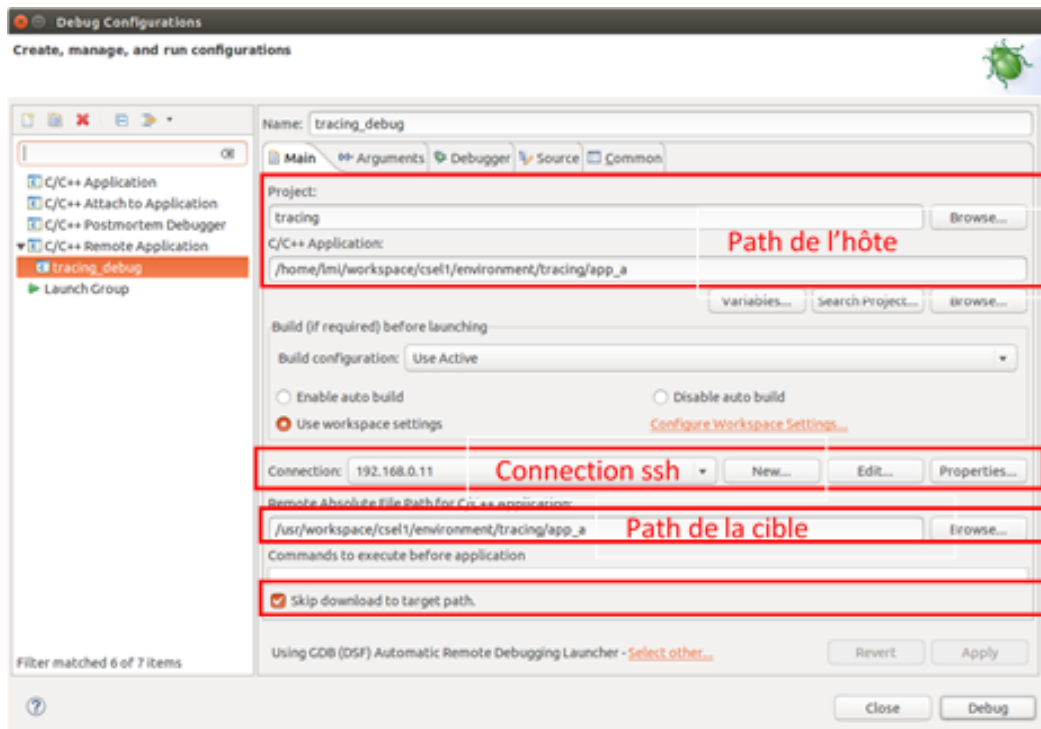 Debug Configurations
Create, manage, and run configurations
Name: tracing_debug
Main Arguments Debugger Source Common
C/C++ Application
C/C++ Attach to Application
C/C++ Postmortem Debugger
C/C++ Remote Application
tracing_debug
Launch Group
Filter matched 6 of 7 items
Project:
tracing Browse...
Path de l'hôte
C/C++ Application:
/home/lmi/workspace/csel1/environment/tracing/app_a
Variables... Search Project... Browse...
Build (if required) before launching
Build configuration: Use Active
Enable auto build Disable auto build
Use workspace settings Configure Workspace Settings...
Connection: 192.168.0.11 Connection ssh New... Edit... Properties...
Remote Absolute File Path for C/C++ Application:
/usr/workspace/csel1/environment/tracing/app_a Path de la cible Browse...
Commands to execute before application
Skip download to target path.
Using GDB (DSF) Automatic Remote Debugging Launcher - Select other... Revert Apply
Close Debug